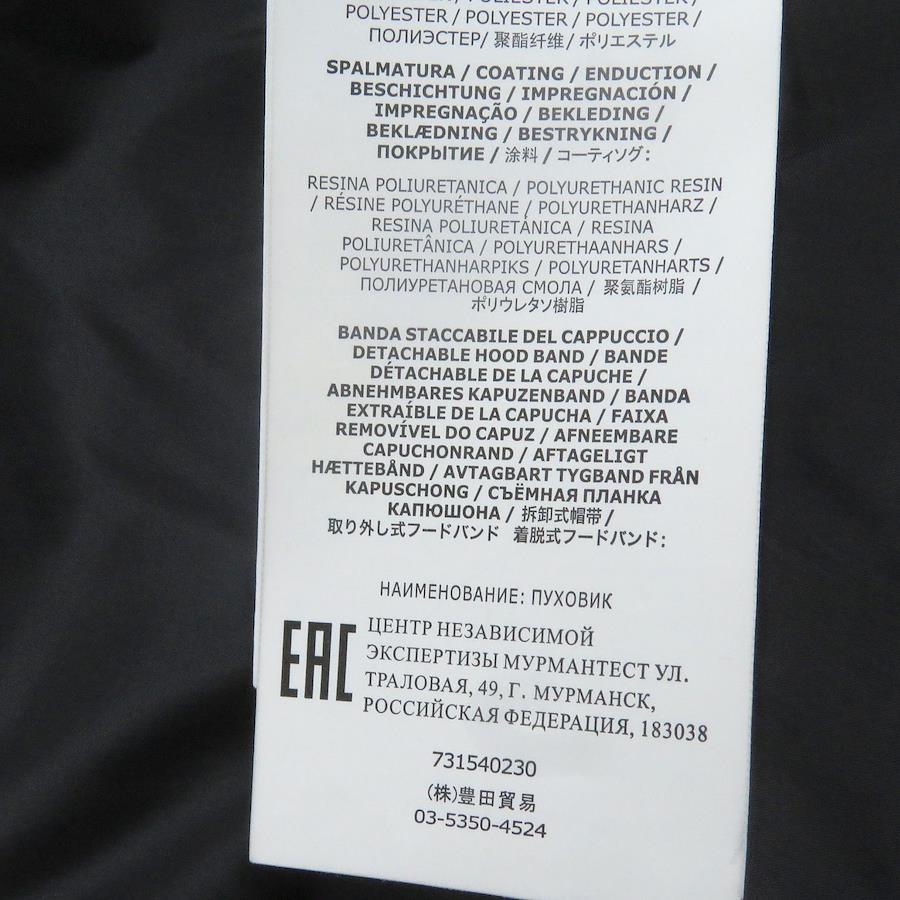 POLYESTER / POLYESTER / POLYESTER /
ПОЛИЭСТЕР/ 聚酯纤维/ ポリエステル
SPALMATURA / COATING / ENDUCTION /
BESCHICHTUNG / IMPREGNACIÓN /
IMPREGNAÇÃO / BEKLEDING /
BEKLÆDNING / BESTRYKNING /
ПОКРЫТИЕ / 涂料 / コーティソグ:
RESINA POLIURETANICA / POLYURETHANIC RESIN
/ RÉSINE POLYURÉTHANE / POLYURETHANHARZ /
RESINA POLIURETÁNICA / RESINA
POLIURETÂNICA / POLYURETHAANHARS /
POLYURETHANHARPIKS / POLYURETANHARTS /
ПОЛИУРЕТАНОВАЯ СМОЛА / 聚氨酯树脂 /
ポリウレタソ樹脂
BANDA STACCABILE DEL CAPPUCCIO /
DETACHABLE HOOD BAND / BANDE
DÉTACHABLE DE LA CAPUCHE /
ABNEHMBARES KAPUZENBAND / BANDA
EXTRAÍBLE DE LA CAPUCHA / FAIXA
REMOVÍVEL DO CAPUZ / AFNEEMBARE
CAPUCHONRAND / AFTAGELIGT
HÆTTEBÅND / AVTAGBART TYGBAND FRÅN
KAPUSCHONG / СЪЁМНАЯ ПЛАНКА
КАПЮШОНА / 拆卸式帽带 /
取り外し式フードバンド 着脱式フードバンド:
НАИМЕНОВАНИЕ: ПУХОВИК
EAC ЦЕНТР НЕЗАВИСИМОЙ
ЭКСПЕРТИЗЫ МУРМАНТЕСТ УЛ.
ТРАЛОВАЯ, 49, Г. МУРМАНСК,
РОССИЙСКАЯ ФЕДЕРАЦИЯ, 183038
731540230
(株)豊田貿易
03-5350-4524